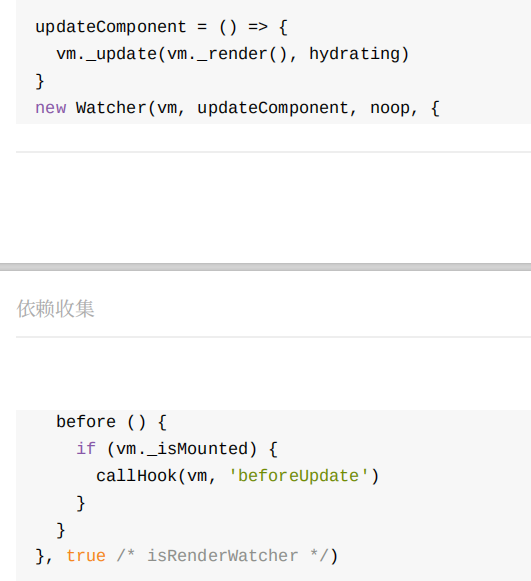 updateComponent = () => {
  vm._update(vm._render(), hydrating)
}
new Watcher(vm, updateComponent, noop, {
依赖收集
  before () {
    if (vm._isMounted) {
      callHook(vm, 'beforeUpdate')
    }
  }
}, true /* isRenderWatcher */)